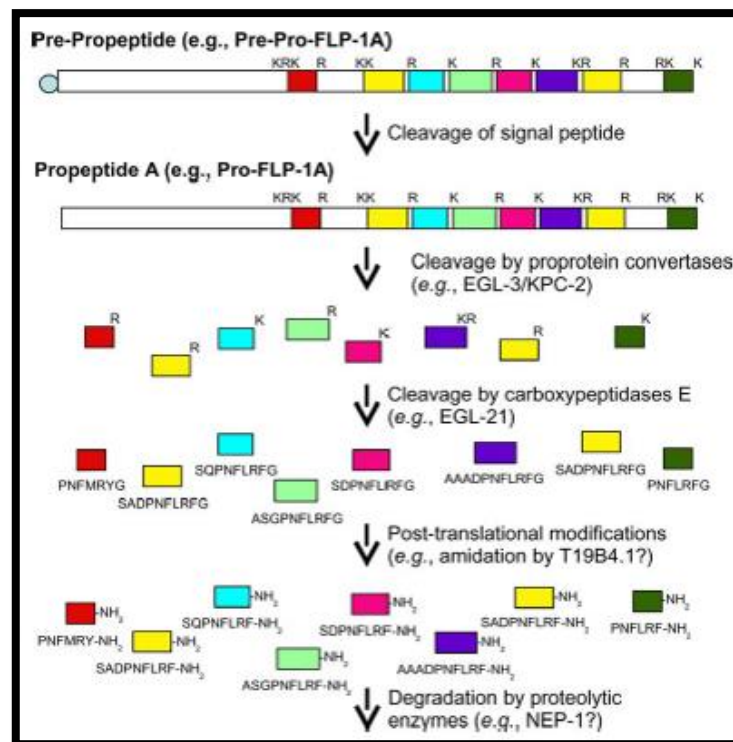 Pre-Propeptide (e.g., Pre-Pro-FLP-1A)
KRK R KK R K R K KR R RK K
Cleavage of signal peptide
Propeptide A (e.g., Pro-FLP-1A)
KRK R KK R K R K KR R RK K
Cleavage by proprotein convertases
(e.g., EGL-3/KPC-2)
R R K R K KR R K
Cleavage by carboxypeptidases E
(e.g., EGL-21)
PNFMRYG
SADPNFLRFG
SQPNFLRFG
ASGPNFLRFG
SDPNFLIRFG
AAADPNFLRFG
SADPNFLRFG
PNFLRFG
Post-translational modifications
(e.g., amidation by T19B4.1?)
-NH2 -NH2 -NH2 -NH2 -NH2 -NH2 -NH2 -NH2
PNFMRY-NH2
SADPNFLRF-NH2
SQPNFLRF-NH2
ASGPNFLRF-NH2
SDPNFLRF-NH2
AAADPNFLRF-NH2
SADPNFLRF-NH2
PNFLRF-NH2
Degradation by proteolytic
enzymes (e.g., NEP-1?)